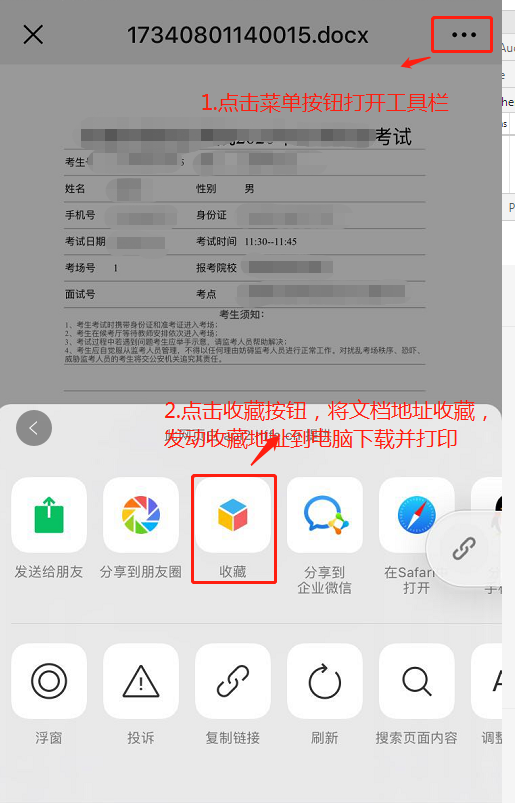 17340801140015.docx
1.点击菜单按钮打开工具栏
考试
考生
姓名 性别 男
手机号 身份证
考试日期 考试时间 11:30--11:45
考场号 1 报考院校
面试号 考点
考生须知:
1、考生考试时携带身份证和准考证进入考场;
2、考生在候考厅等待教师安排依次进入考场;
3、考试过程中若遇到问题考生应举手示意,请监考人员帮助解决;
4、考生应自觉服从监考人员管理,不得以任何理由妨碍监考人员进行正常工作,对扰乱考场秩序、恐吓、
威胁监考人员的考生将交公安机关追究其责任。
2.点击收藏按钮,将文档地址收藏,
发动收藏地址到电脑下载并打印
发送给朋友 分享到朋友圈 收藏 分享到 在Safari
企业微信 打开
浮窗 投诉 复制链接 刷新 搜索页面内容 调整